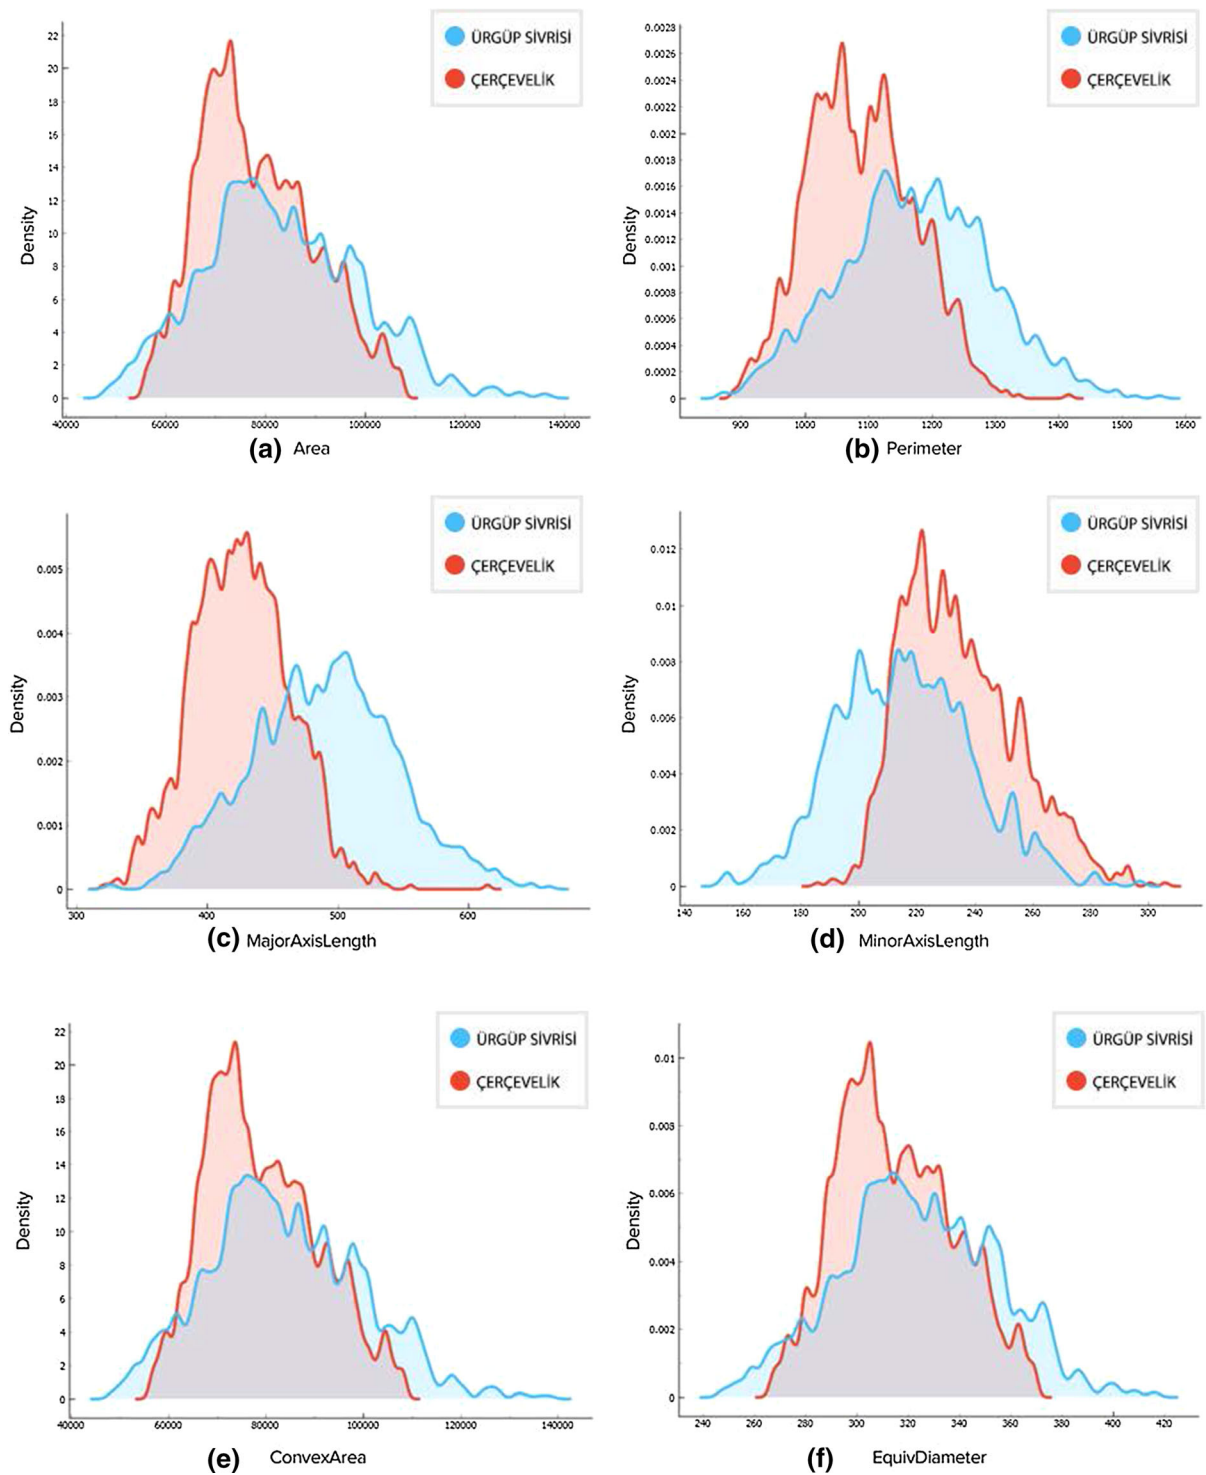 ÜRGÜP SİVRİSİ
ÇERÇEVELİK
22
20
18
16
14
12
10
8
6
4
2
0
Density
40000 60000 80000 100000 120000 140000
(a) Area
ÜRGÜP SİVRİSİ
ÇERÇEVELİK
0.0028
0.0026
0.0024
0.0022
0.002
0.0018
0.0016
0.0014
0.0012
0.001
0.0008
0.0006
0.0004
0.0002
0
Density
900 1000 1100 1200 1300 1400 1500 1600
(b) Perimeter
ÜRGÜP SİVRİSİ
ÇERÇEVELİK
0.005
0.004
0.003
0.002
0.001
0
Density
300 400 500 600
(c) MajorAxisLength
ÜRGÜP SİVRİSİ
ÇERÇEVELİK
0.012
0.01
0.008
0.006
0.004
0.002
0
Density
140 160 180 200 220 240 260 280 300
(d) MinorAxisLength
ÜRGÜP SİVRİSİ
ÇERÇEVELİK
22
20
18
16
14
12
10
8
6
4
2
0
Density
40000 60000 80000 100000 120000 140000
(e) ConvexArea
ÜRGÜP SİVRİSİ
ÇERÇEVELİK
0.01
0.008
0.006
0.004
0.002
0
Density
240 260 280 300 320 340 360 380 400 420
(f) EquivDiameter